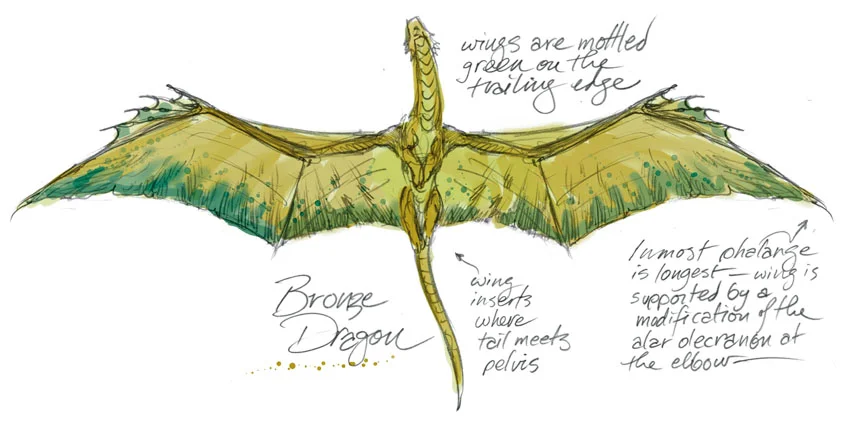 wings are mottled
green on the
trailing edge
Bronze
Dragon
wing
inserts
where
tail meets
pelvis
Inmost phalange
is longest — wing is
supported by a
modification of the
alar olecranon at
the elbow —